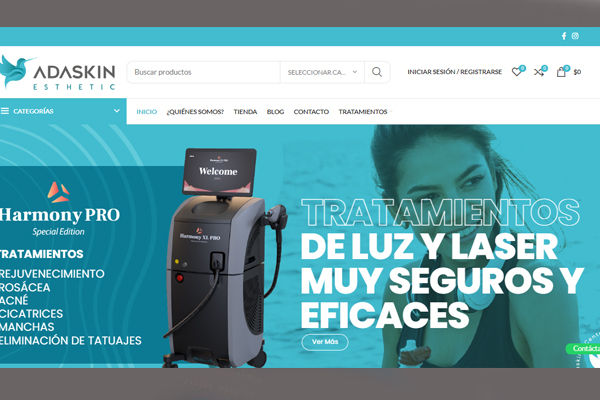 ADASKIN
ESTHETIC
Buscar productos
SELECCIONAR CA...
INICIAR SESIÓN / REGISTRARSE
0
0
0
$0
CATEGORÍAS
INICIO
¿QUIÉNES SOMOS?
TIENDA
BLOG
CONTACTO
TRATAMIENTOS
Harmony PRO
Special Edition
TRATAMIENTOS
REJUVENECIMIENTO
ROSÁCEA
ACNÉ
CICATRICES
MANCHAS
ELIMINACIÓN DE TATUAJES
Welcome
Harmony XL PRO
TRATAMIENTOS
DE LUZ Y LASER
MUY SEGUROS Y
EFICACES
Ver Más
Contácta